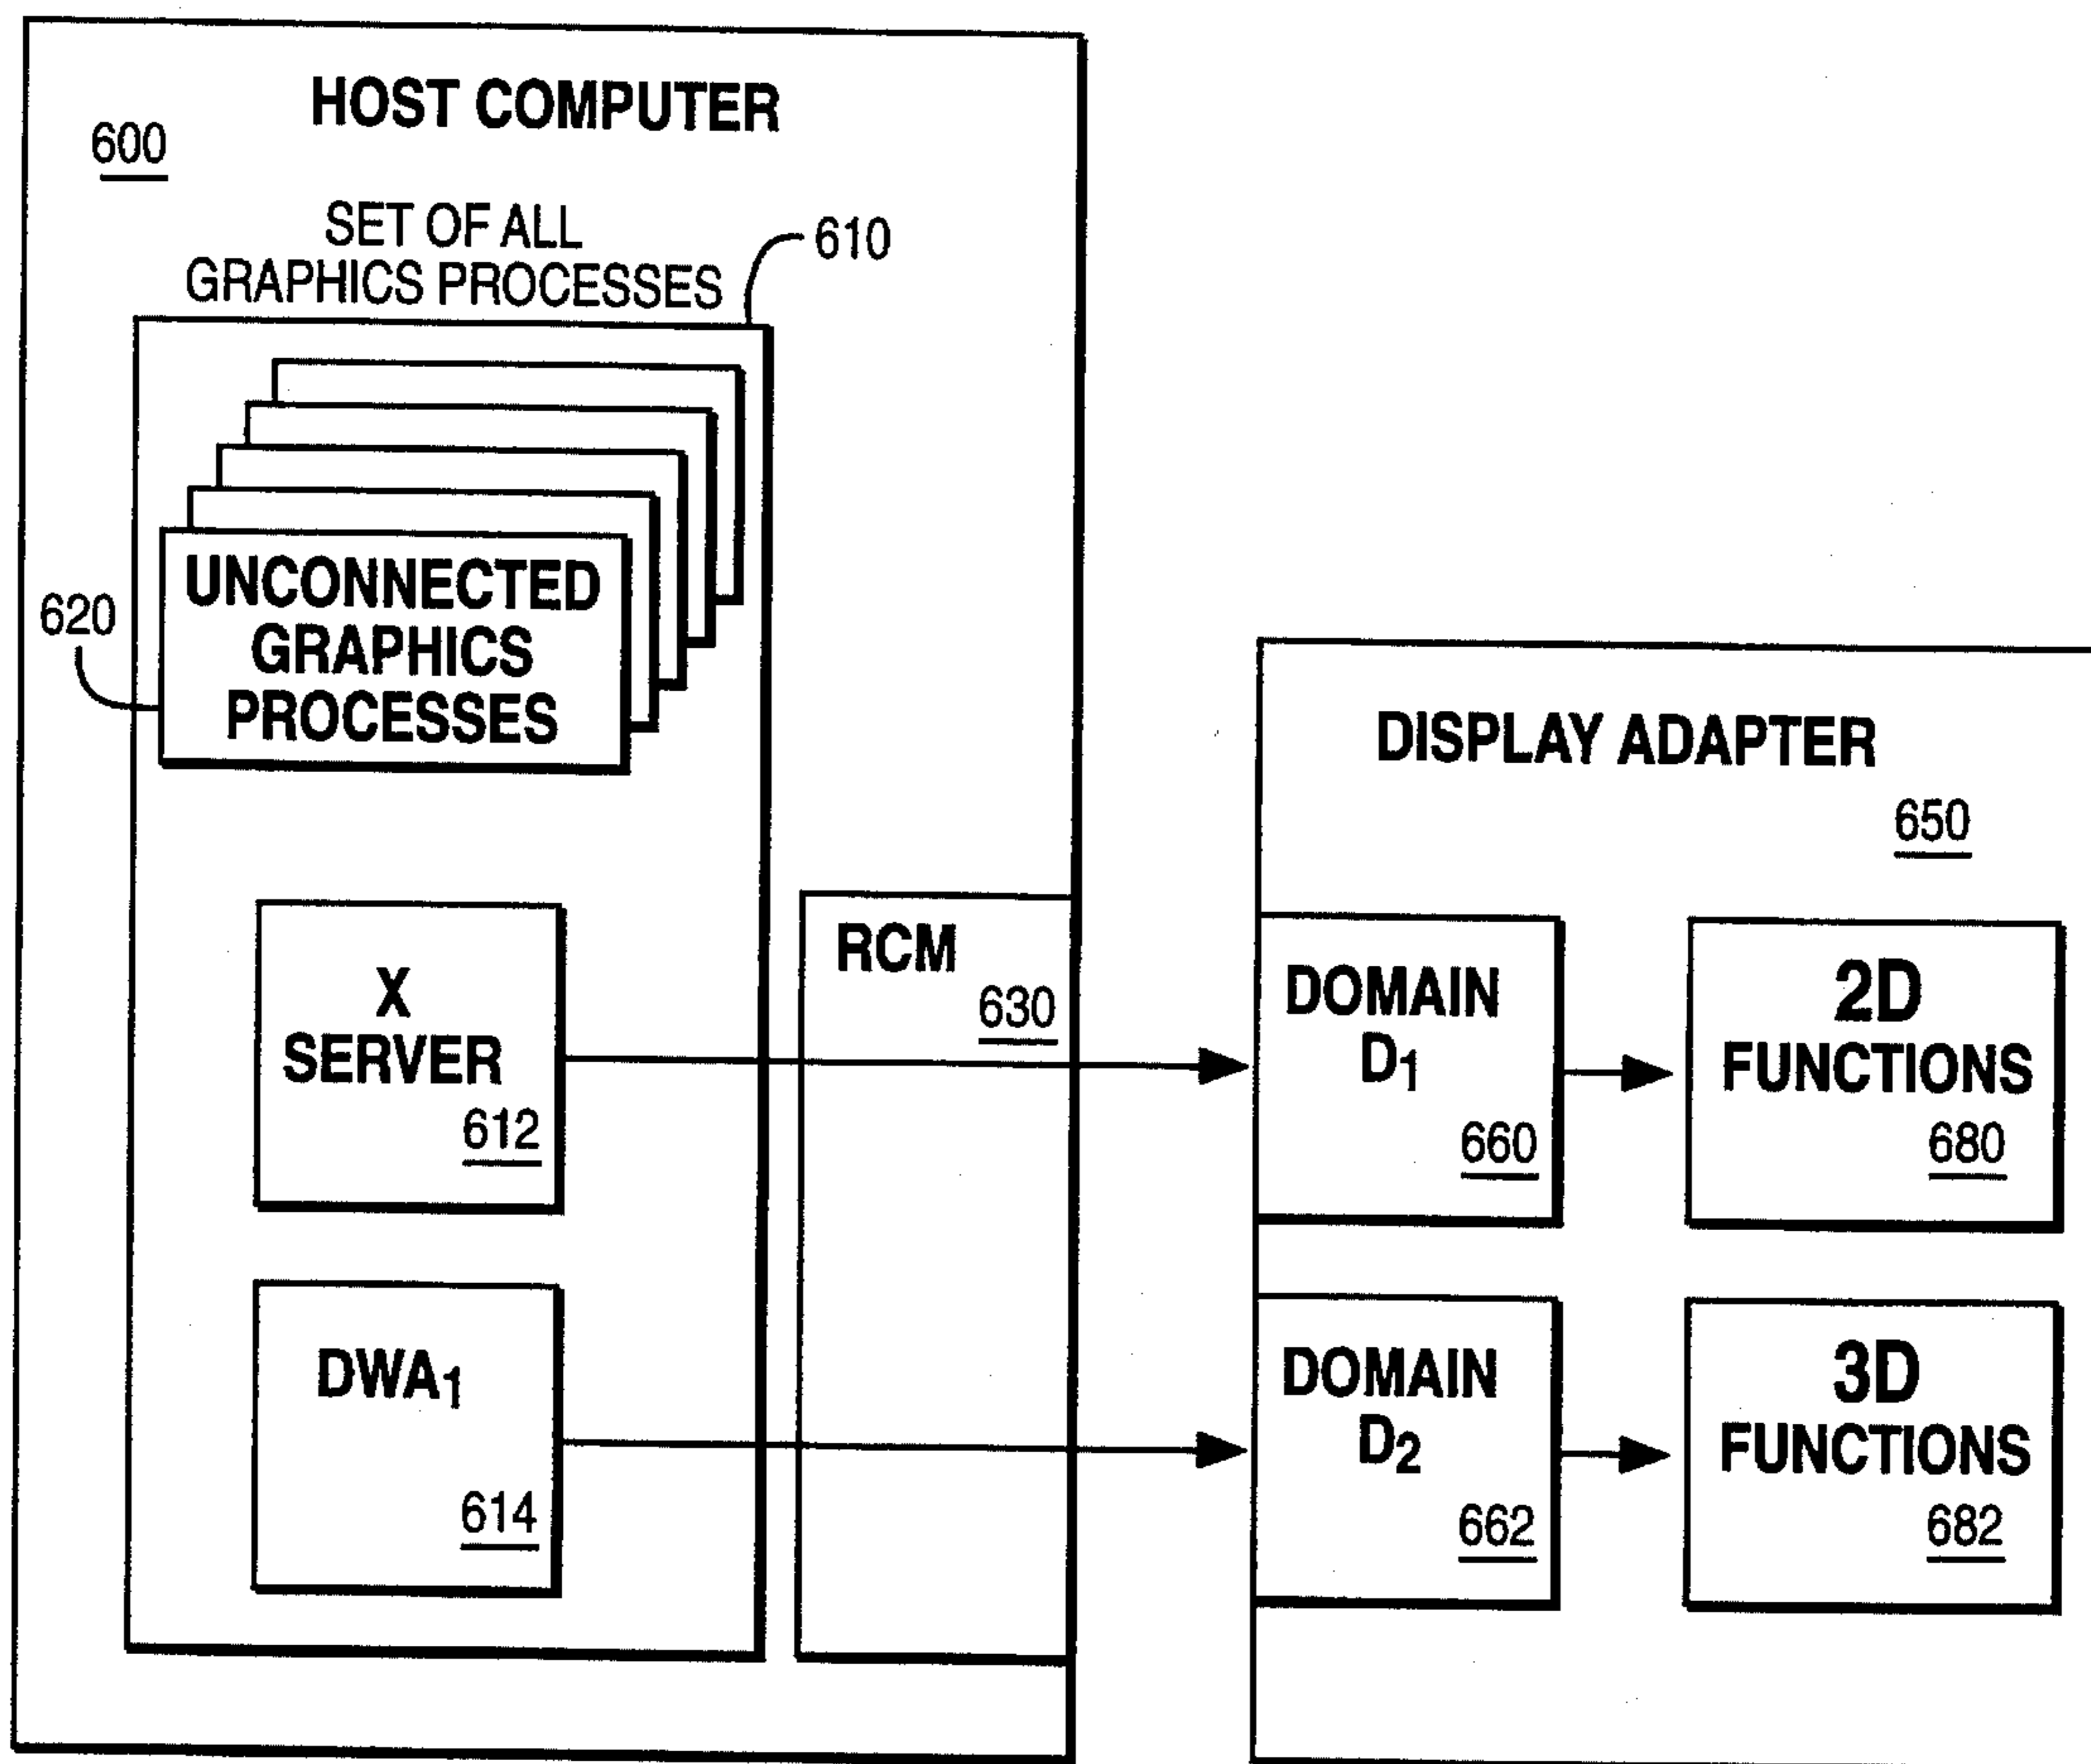 HOST COMPUTER
600
SET OF ALL
GRAPHICS PROCESSES
610
UNCONNECTED
GRAPHICS
PROCESSES
620
X
SERVER
612
DWA1
614
RCM
630
DISPLAY ADAPTER
650
DOMAIN
D1
660
2D
FUNCTIONS
680
DOMAIN
D2
662
3D
FUNCTIONS
682